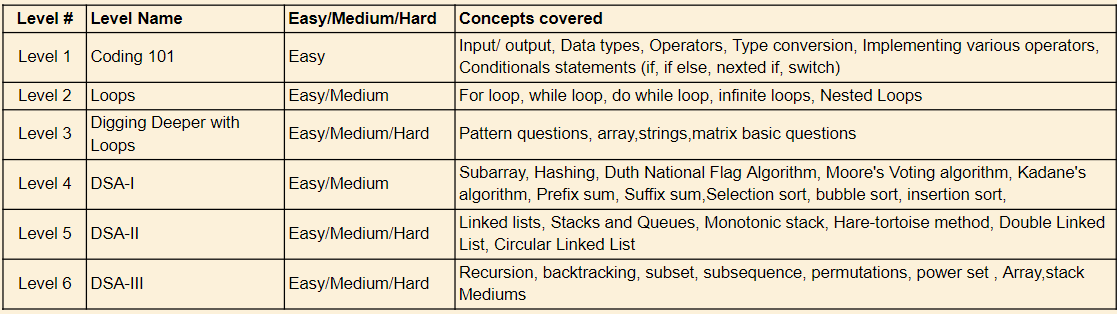 Level # Level Name Easy/Medium/Hard Concepts covered
Level 1 Coding 101 Easy Input/ output, Data types, Operators, Type conversion, Implementing various operators,
Conditionals statements (if, if else, nexted if, switch)
Level 2 Loops Easy/Medium For loop, while loop, do while loop, infinite loops, Nested Loops
Level 3 Digging Deeper with
Loops Easy/Medium/Hard Pattern questions, array,strings,matrix basic questions
Level 4 DSA-I Easy/Medium Subarray, Hashing, Duth National Flag Algorithm, Moore's Voting algorithm, Kadane's
algorithm, Prefix sum, Suffix sum,Selection sort, bubble sort, insertion sort,
Level 5 DSA-II Easy/Medium/Hard Linked lists, Stacks and Queues, Monotonic stack, Hare-tortoise method, Double Linked
List, Circular Linked List
Level 6 DSA-III Easy/Medium/Hard Recursion, backtracking, subset, subsequence, permutations, power set , Array,stack
Mediums